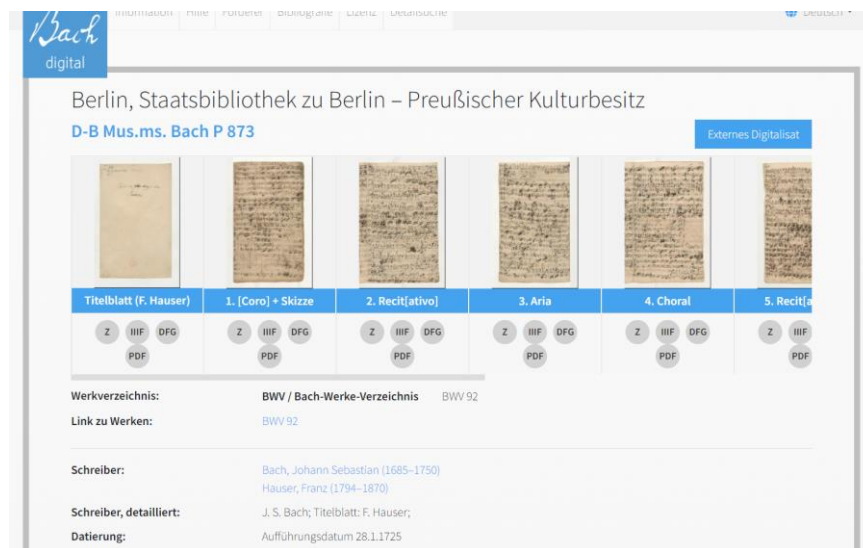 Information Hilfe Förderer Bibliografie Lizenz Detailsuche
Deutsch
Bach
digital
Berlin, Staatsbibliothek zu Berlin – Preußischer Kulturbesitz
D-B Mus.ms. Bach P 873
Externes Digitalisat
Titelblatt (F. Hauser) 1. [Coro] + Skizze 2. Recit[ativo] 3. Aria 4. Choral 5. Recit[a
Z IIIF DFG Z IIIF DFG Z IIIF DFG Z IIIF DFG Z IIIF DFG Z IIIF
PDF PDF PDF PDF PDF PDF
Werkverzeichnis: BWV / Bach-Werke-Verzeichnis BWV 92
Link zu Werken: BWV 92
Schreiber: Bach, Johann Sebastian (1685–1750)
Hauser, Franz (1794–1870)
Schreiber, detailliert: J. S. Bach; Titelblatt: F. Hauser;
Datierung: Aufführungsdatum 28.1.1725